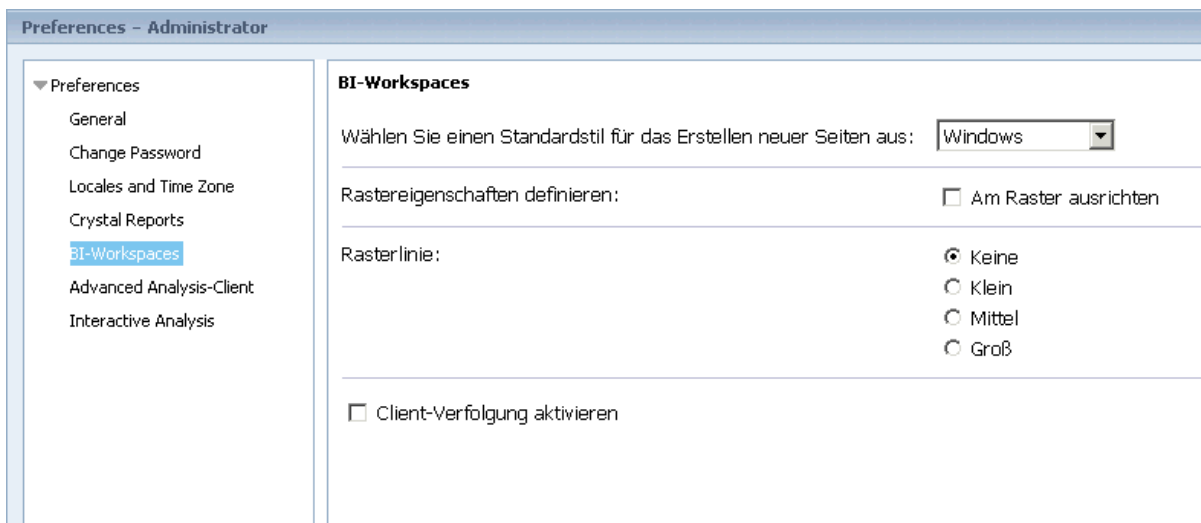 Preferences – Administrator
Preferences
General
Change Password
Locales and Time Zone
Crystal Reports
BI-Workspaces
Advanced Analysis-Client
Interactive Analysis
BI-Workspaces
Wählen Sie einen Standardstil für das Erstellen neuer Seiten aus: Windows
Rastereigenschaften definieren: Am Raster ausrichten
Rasterlinie: Keine
Klein
Mittel
Groß
Client-Verfolgung aktivieren